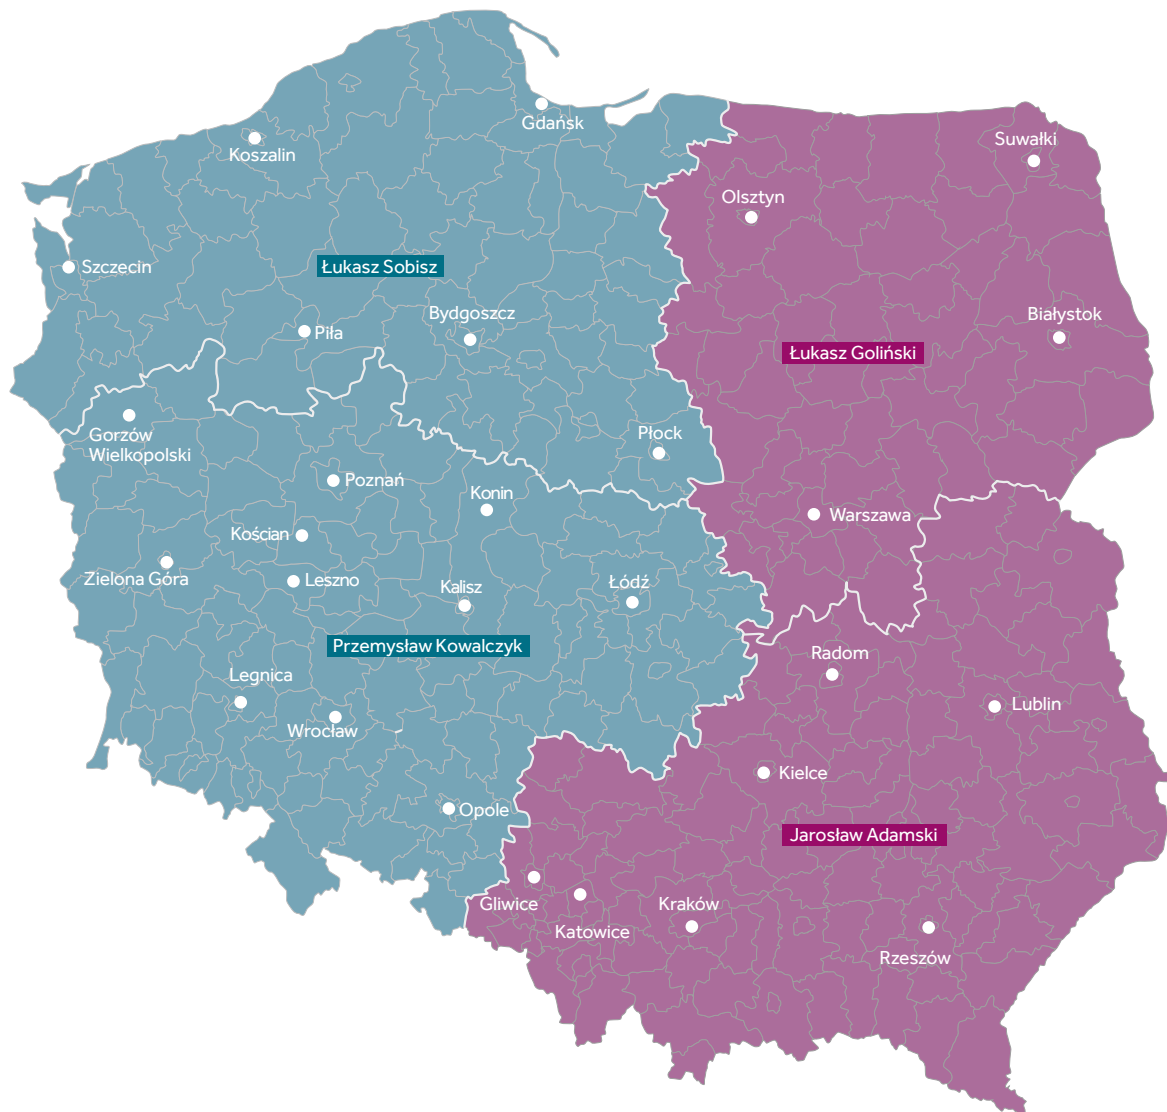 Gdańsk
Koszalin
Suwałki
Olsztyn
Szczecin
Łukasz Sobisz
Piła
Bydgoszcz
Białystok
Łukasz Goliński
Gorzów
Wielkopolski
Płock
Poznań
Konin
Warszawa
Kościan
Zielona Góra
Leszno
Kalisz
Łódź
Przemysław Kowalczyk
Radom
Legnica
Wrocław
Lublin
Kielce
Opole
Jarosław Adamski
Gliwice
Katowice
Kraków
Rzeszów